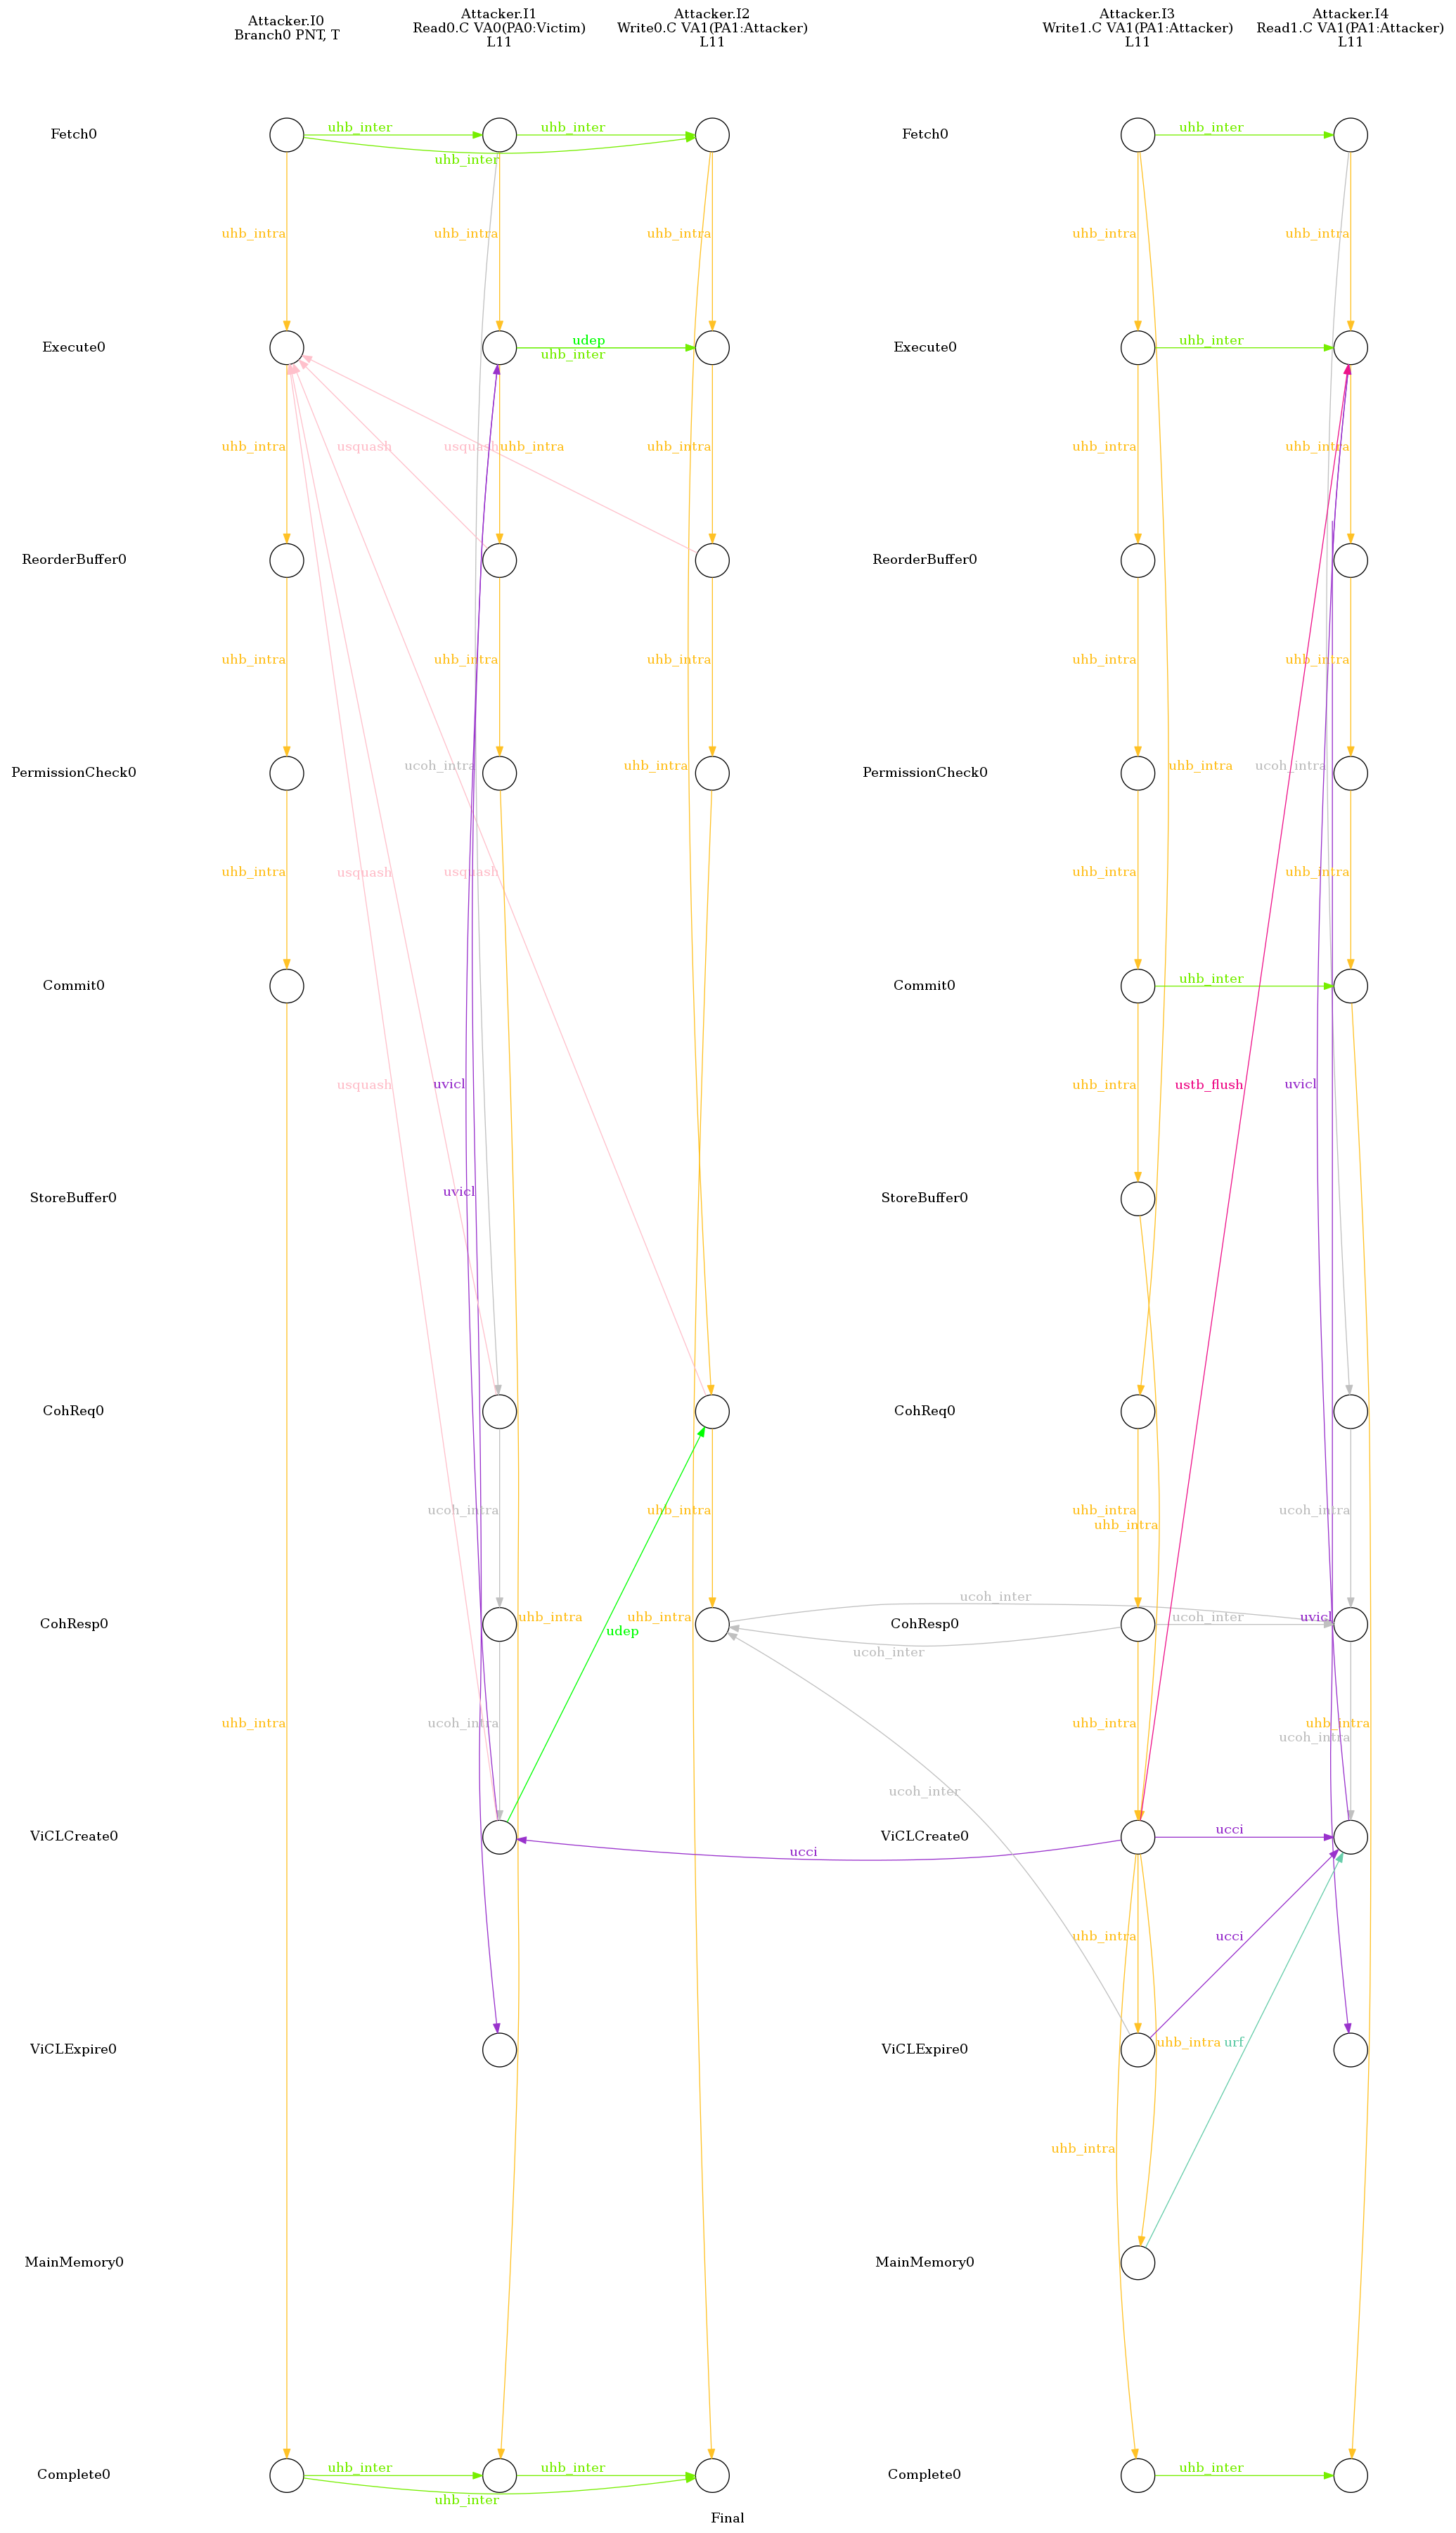 Attacker.I0
Branch0 PNT, T
Attacker.I1
Read0.C VA0(PA0:Victim)
L11
Attacker.I2
Write0.C VA1(PA1:Attacker)
L11
Attacker.I3
Write1.C VA1(PA1:Attacker)
L11
Attacker.I4
Read1.C VA1(PA1:Attacker)
L11
Fetch0
uhb_inter
uhb_inter
uhb_inter
Fetch0
uhb_inter
uhb_intra
uhb_intra
uhb_intra
uhb_intra
uhb_intra
Execute0
udep
uhb_inter
Execute0
uhb_inter
uhb_intra
usquash
usquash
uhb_intra
uhb_intra
uhb_intra
uhb_intra
ReorderBuffer0
ReorderBuffer0
uhb_intra
uhb_intra
uhb_intra
uhb_intra
uhb_intra
PermissionCheck0
ucoh_intra
uhb_intra
PermissionCheck0
uhb_intra
ucoh_intra
uhb_intra
usquash
usquash
uhb_intra
uhb_intra
Commit0
Commit0
uhb_inter
usquash
uvicl
uhb_intra
ustb_flush
uvicl
StoreBuffer0
uvicl
StoreBuffer0
CohReq0
CohReq0
ucoh_intra
uhb_intra
uhb_intra
uhb_intra
ucoh_intra
CohResp0
uhb_intra
udep
uhb_intra
ucoh_inter
ucoh_inter
CohResp0
ucoh_inter
uvicl
uhb_intra
ucoh_intra
ucoh_inter
uhb_intra
uhb_intra
ucoh_intra
ViCLCreate0
ucci
ViCLCreate0
ucci
uhb_intra
ucci
ViCLExpire0
ViCLExpire0
uhb_intra
urf
uhb_intra
MainMemory0
MainMemory0
Complete0
uhb_inter
uhb_inter
uhb_inter
Complete0
uhb_inter
Final